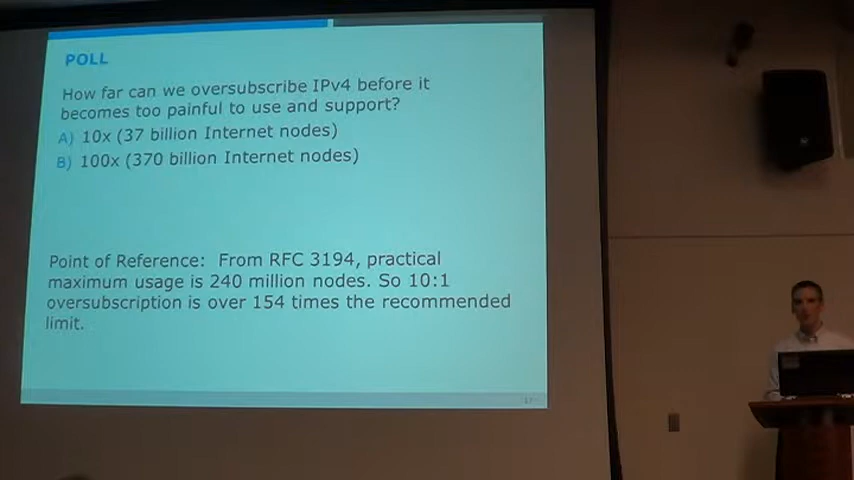 POLL
How far can we oversubscribe IPv4 before it
becomes too painful to use and support?
A) 10x (37 billion Internet nodes)
B) 100x (370 billion Internet nodes)
Point of Reference: From RFC 3194, practical
maximum usage is 240 million nodes. So 10:1
oversubscription is over 154 times the recommended
limit.